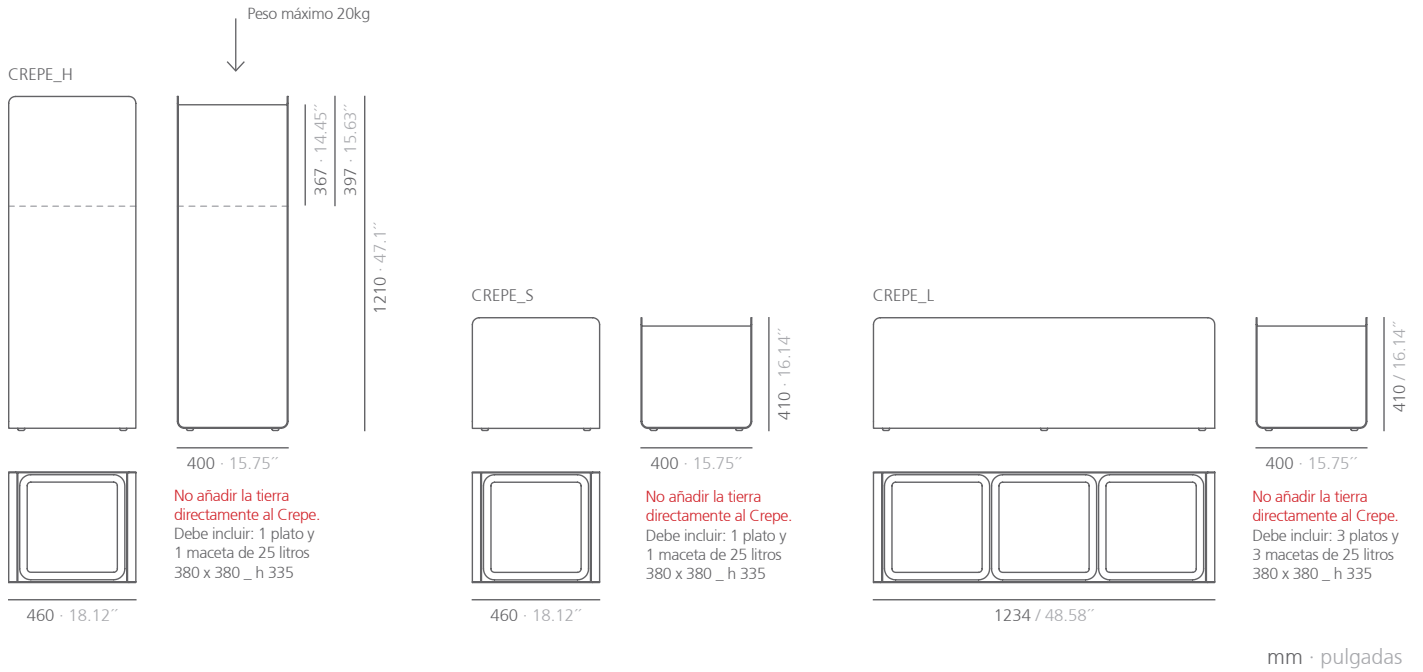 Peso máximo 20kg
CREPE_H
367 · 14.45´´
397 · 15.63´´
1210 · 47.1´´
400 · 15.75´´
No añadir la tierra
directamente al Crepe.
Debe incluir: 1 plato y
1 maceta de 25 litros
380 x 380 _ h 335
460 · 18.12´´
CREPE_S
410 · 16.14´´
400 · 15.75´´
No añadir la tierra
directamente al Crepe.
Debe incluir: 1 plato y
1 maceta de 25 litros
380 x 380 _ h 335
460 · 18.12´´
CREPE_L
410 / 16.14´´
400 · 15.75´´
No añadir la tierra
directamente al Crepe.
Debe incluir: 3 platos y
3 macetas de 25 litros
380 x 380 _ h 335
1234 / 48.58´´
mm · pulgadas